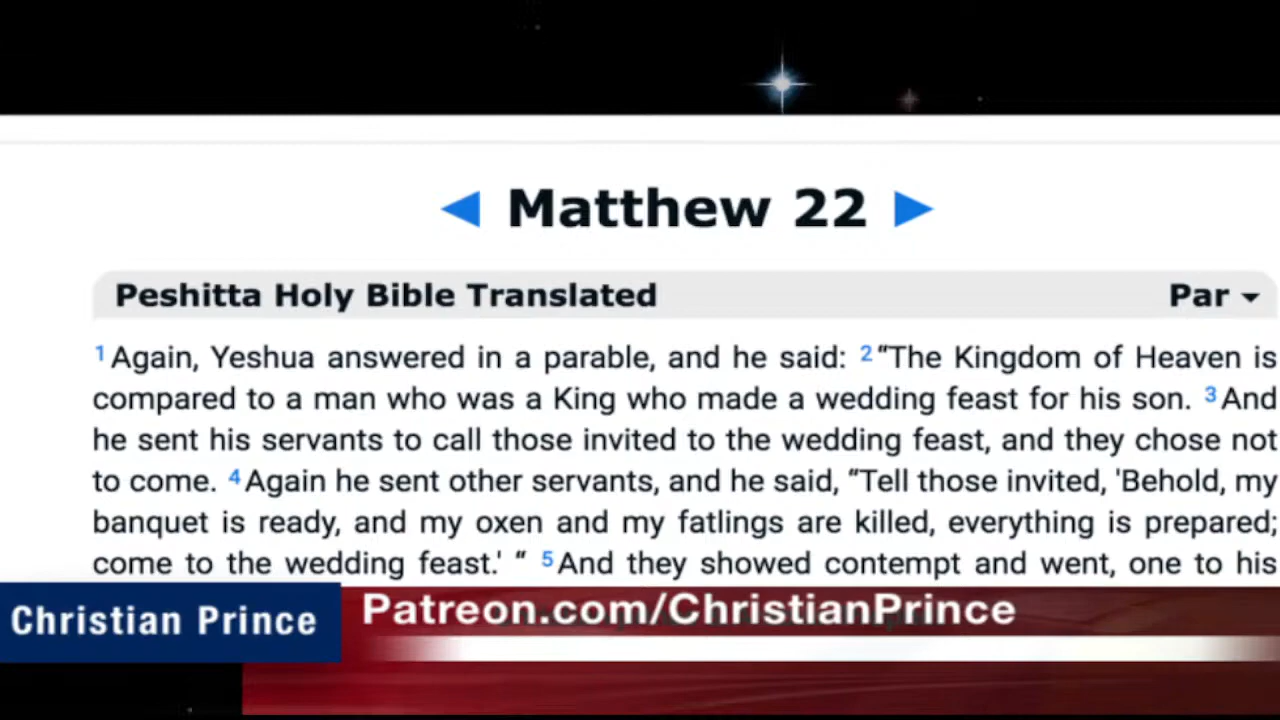 ◀ Matthew 22 ▶
Peshitta Holy Bible Translated Par ▾
1 Again, Yeshua answered in a parable, and he said: 2 “The Kingdom of Heaven is
compared to a man who was a King who made a wedding feast for his son. 3 And
he sent his servants to call those invited to the wedding feast, and they chose not
to come. 4 Again he sent other servants, and he said, “Tell those invited, 'Behold, my
banquet is ready, and my oxen and my fatlings are killed, everything is prepared;
come to the wedding feast.' “ 5 And they showed contempt and went, one to his
Christian Prince
Patreon.com/ChristianPrince